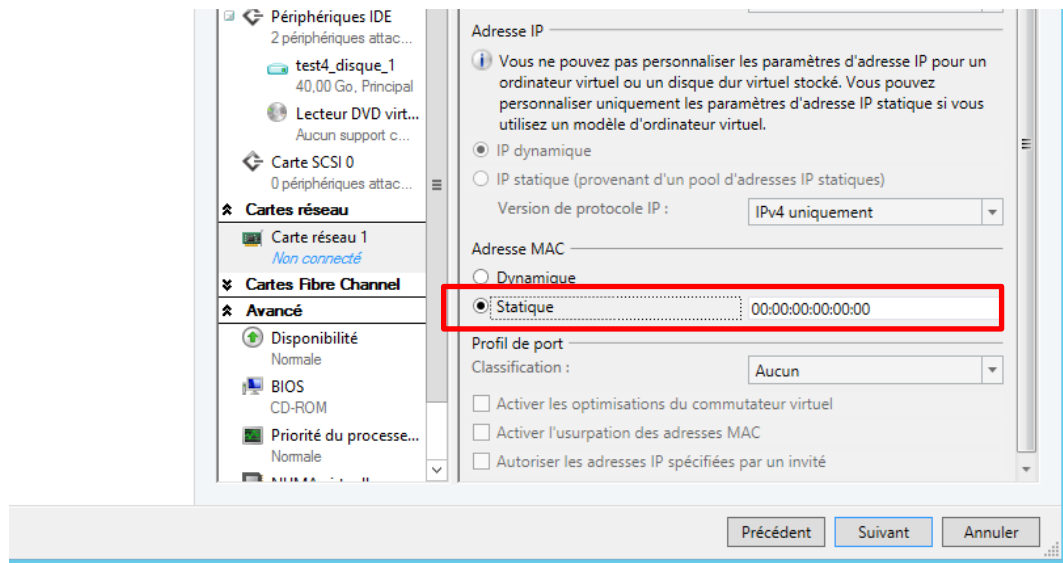 Périphériques IDE
2 périphériques attac...
test4_disque_1
40,00 Go, Principal
Lecteur DVD virt...
Aucun support c...
Carte SCSI 0
0 périphériques attac...
Cartes réseau
Carte réseau 1
Non connecté
Cartes Fibre Channel
Avancé
Disponibilité
Normale
BIOS
CD-ROM
Priorité du processe...
Normale
Adresse IP
Vous ne pouvez pas personnaliser les paramètres d'adresse IP pour un
ordinateur virtuel ou un disque dur virtuel stocké. Vous pouvez
personnaliser uniquement les paramètres d'adresse IP statique si vous
utilisez un modèle d'ordinateur virtuel.
IP dynamique
IP statique (provenant d'un pool d'adresses IP statiques)
Version de protocole IP : IPv4 uniquement
Adresse MAC
Dynamique
Statique 00:00:00:00:00:00
Profil de port
Classification : Aucun
Activer les optimisations du commutateur virtuel
Activer l'usurpation des adresses MAC
Autoriser les adresses IP spécifiées par un invité
Précédent Suivant Annuler